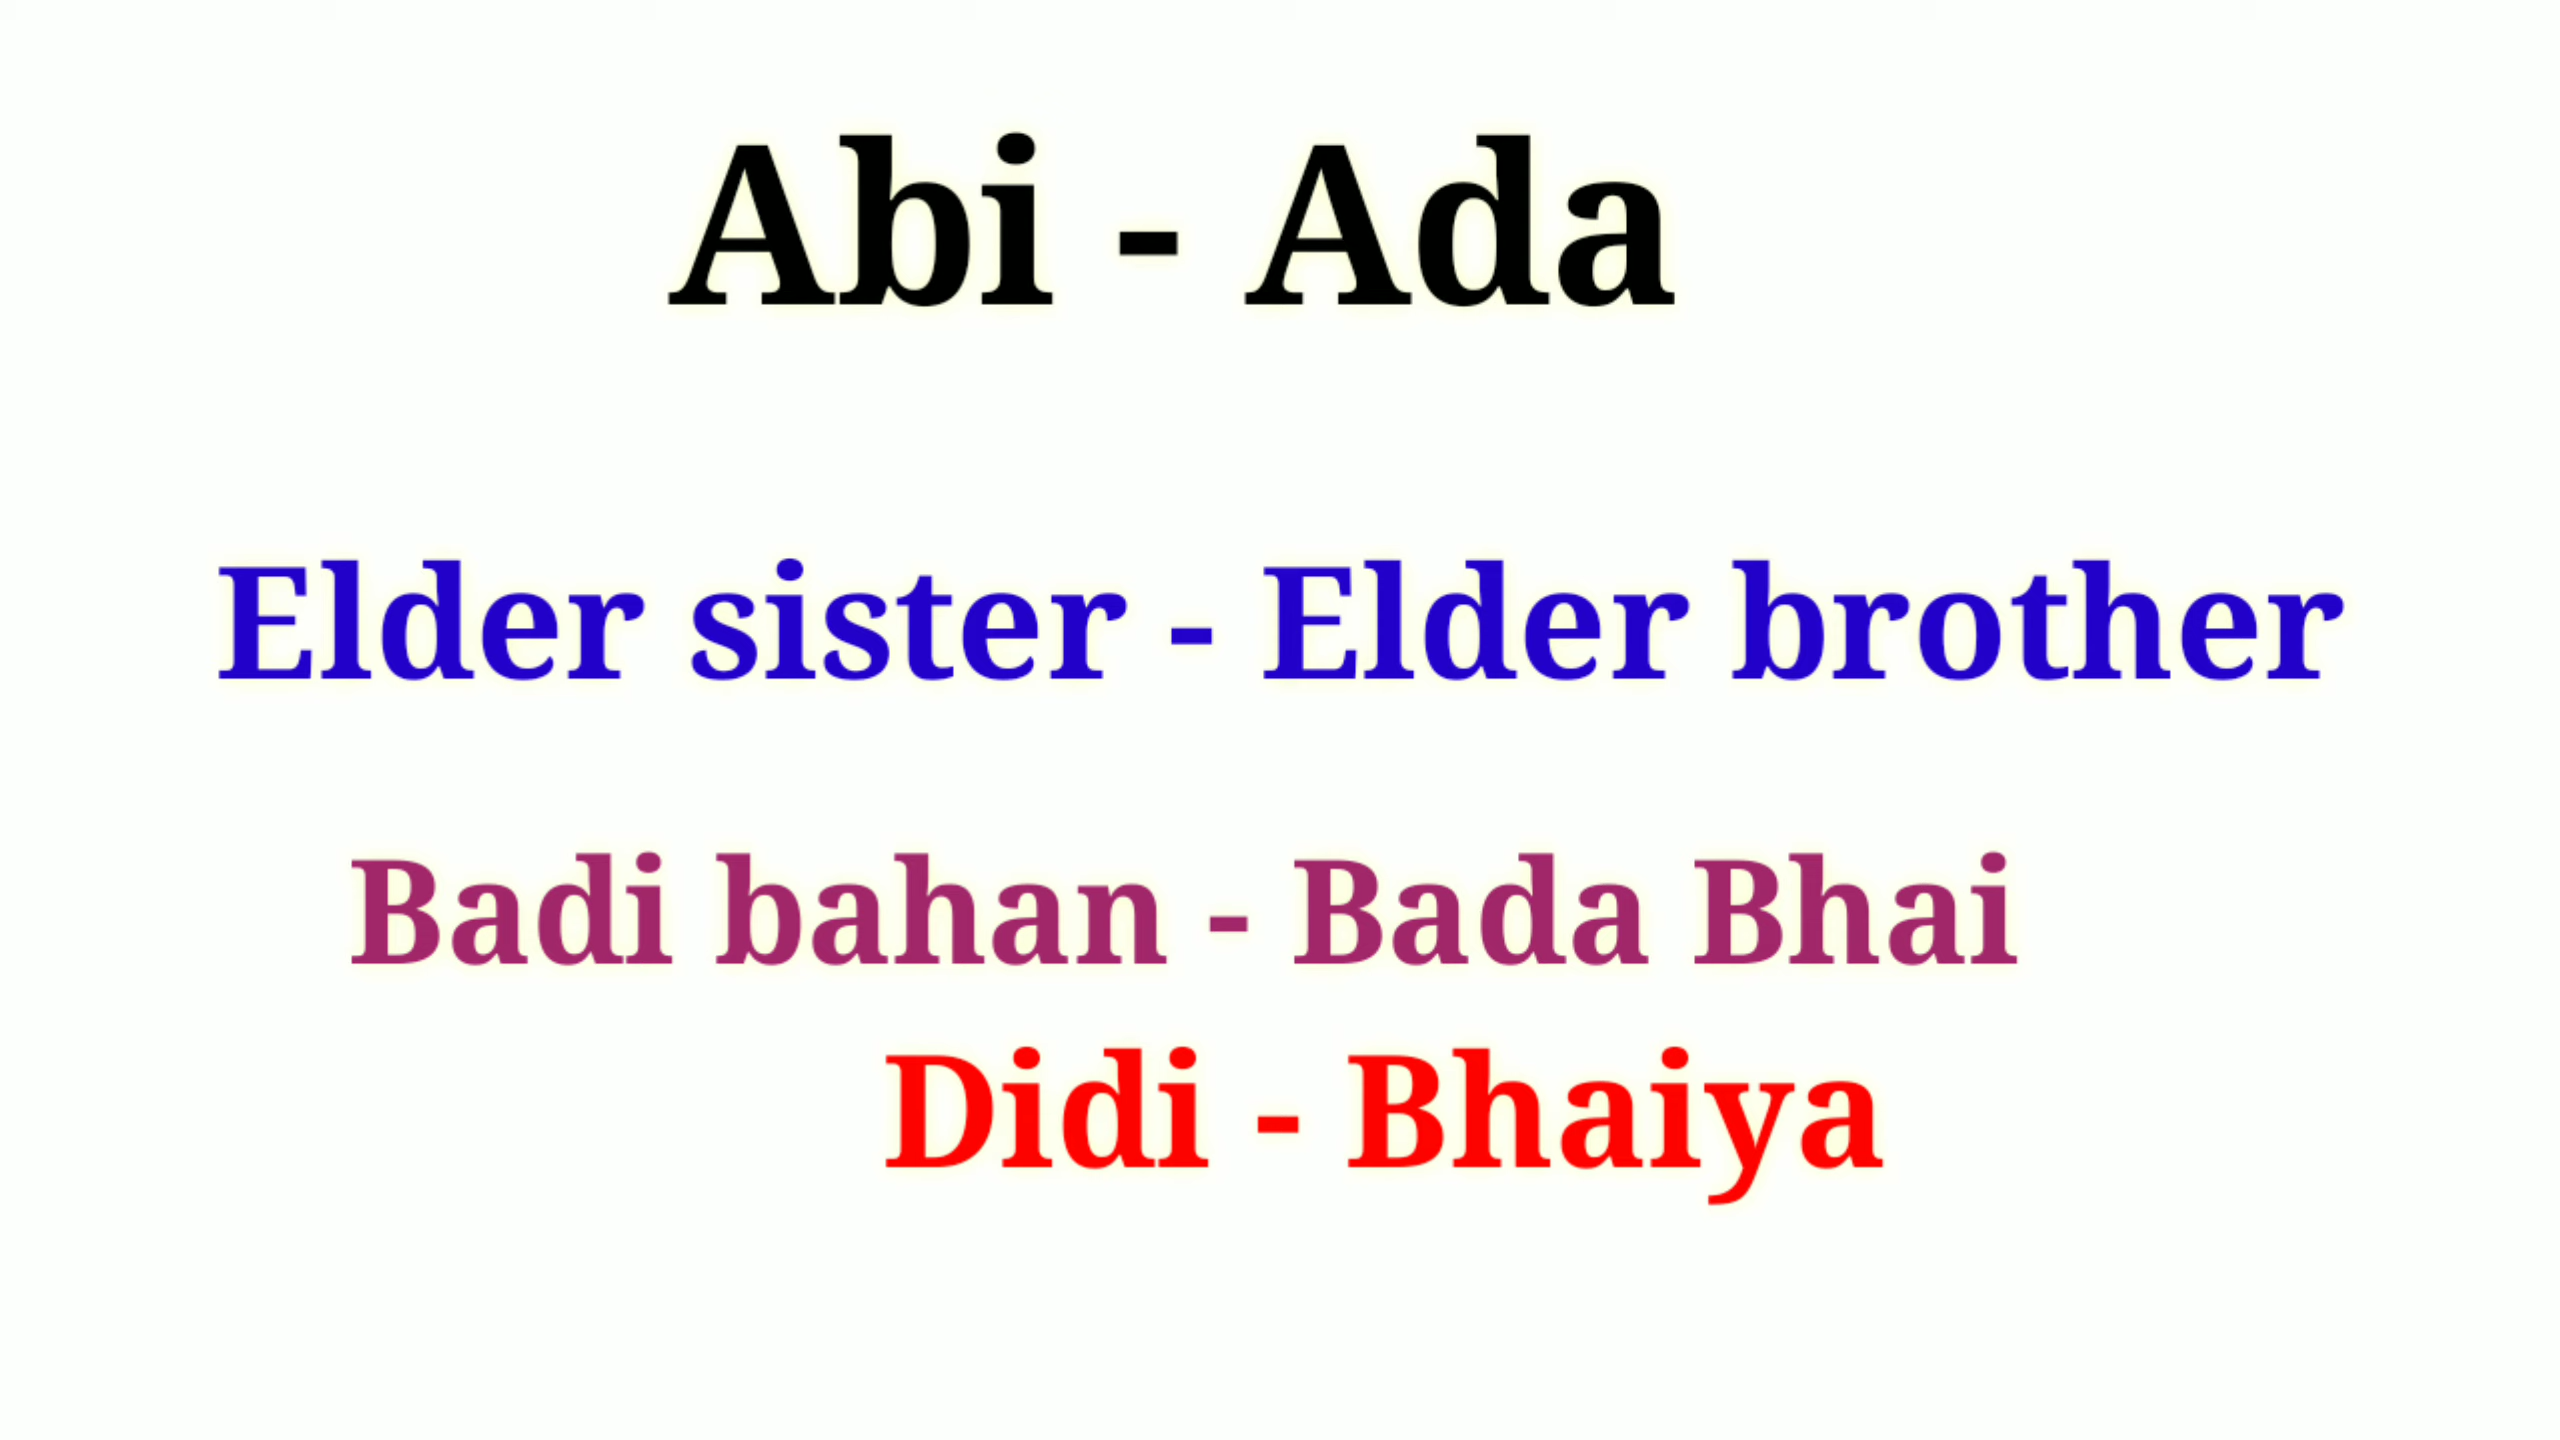 Abi - Ada
Elder sister - Elder brother
Badi bahan - Bada Bhai
Didi - Bhaiya